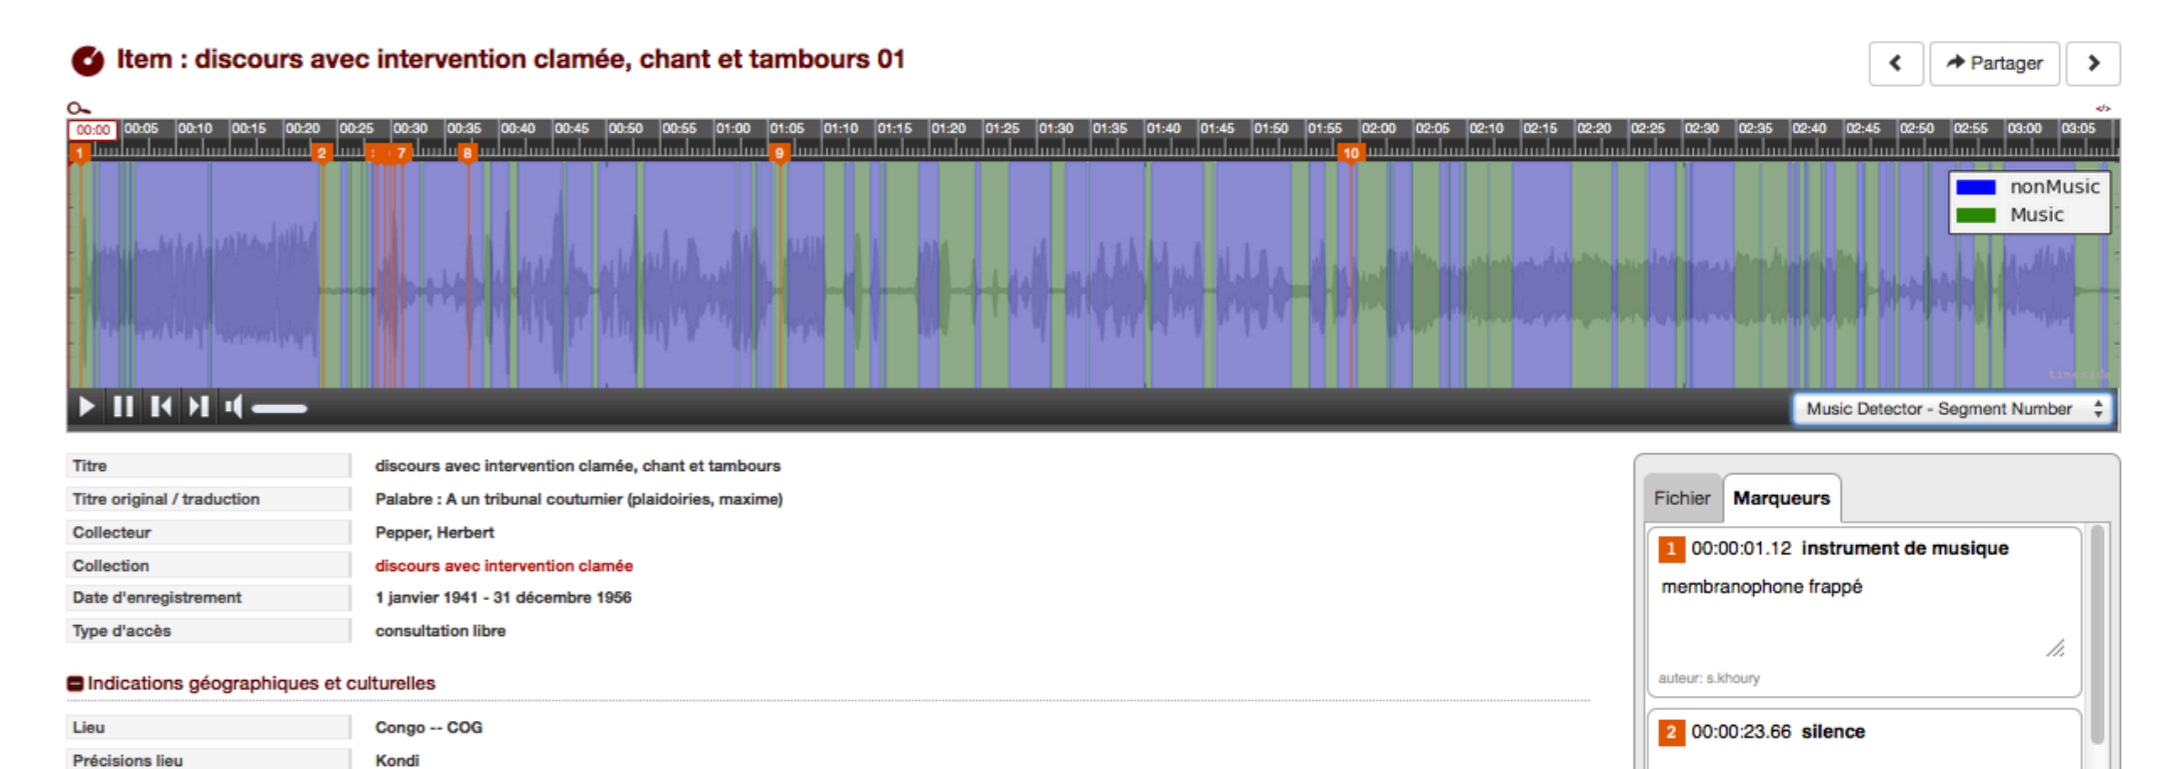 Item : discours avec intervention clamée, chant et tambours 01
Partager
00:00 00:05 00:10 00:15 00:20 00:25 00:30 00:35 00:40 00:45 00:50 00:55 01:00 01:05 01:10 01:15 01:20 01:25 01:30 01:35 01:40 01:45 01:50 01:55 02:00 02:05 02:10 02:15 02:20 02:25 02:30 02:35 02:40 02:45 02:50 02:55 03:00 03:05
1 2 7 8 9 10
nonMusic
Music
timeside
Music Detector - Segment Number
Titre discours avec intervention clamée, chant et tambours
Titre original / traduction Palabre : A un tribunal coutumier (plaidoiries, maxime)
Collecteur Pepper, Herbert
Collection discours avec intervention clamée
Date d'enregistrement 1 janvier 1941 - 31 décembre 1956
Type d'accès consultation libre
Indications géographiques et culturelles
Lieu Congo -- COG
Précisions lieu Kondi
Fichier Marqueurs
1 00:00:01.12 instrument de musique
membranophone frappé
auteur: s.khoury
2 00:00:23.66 silence